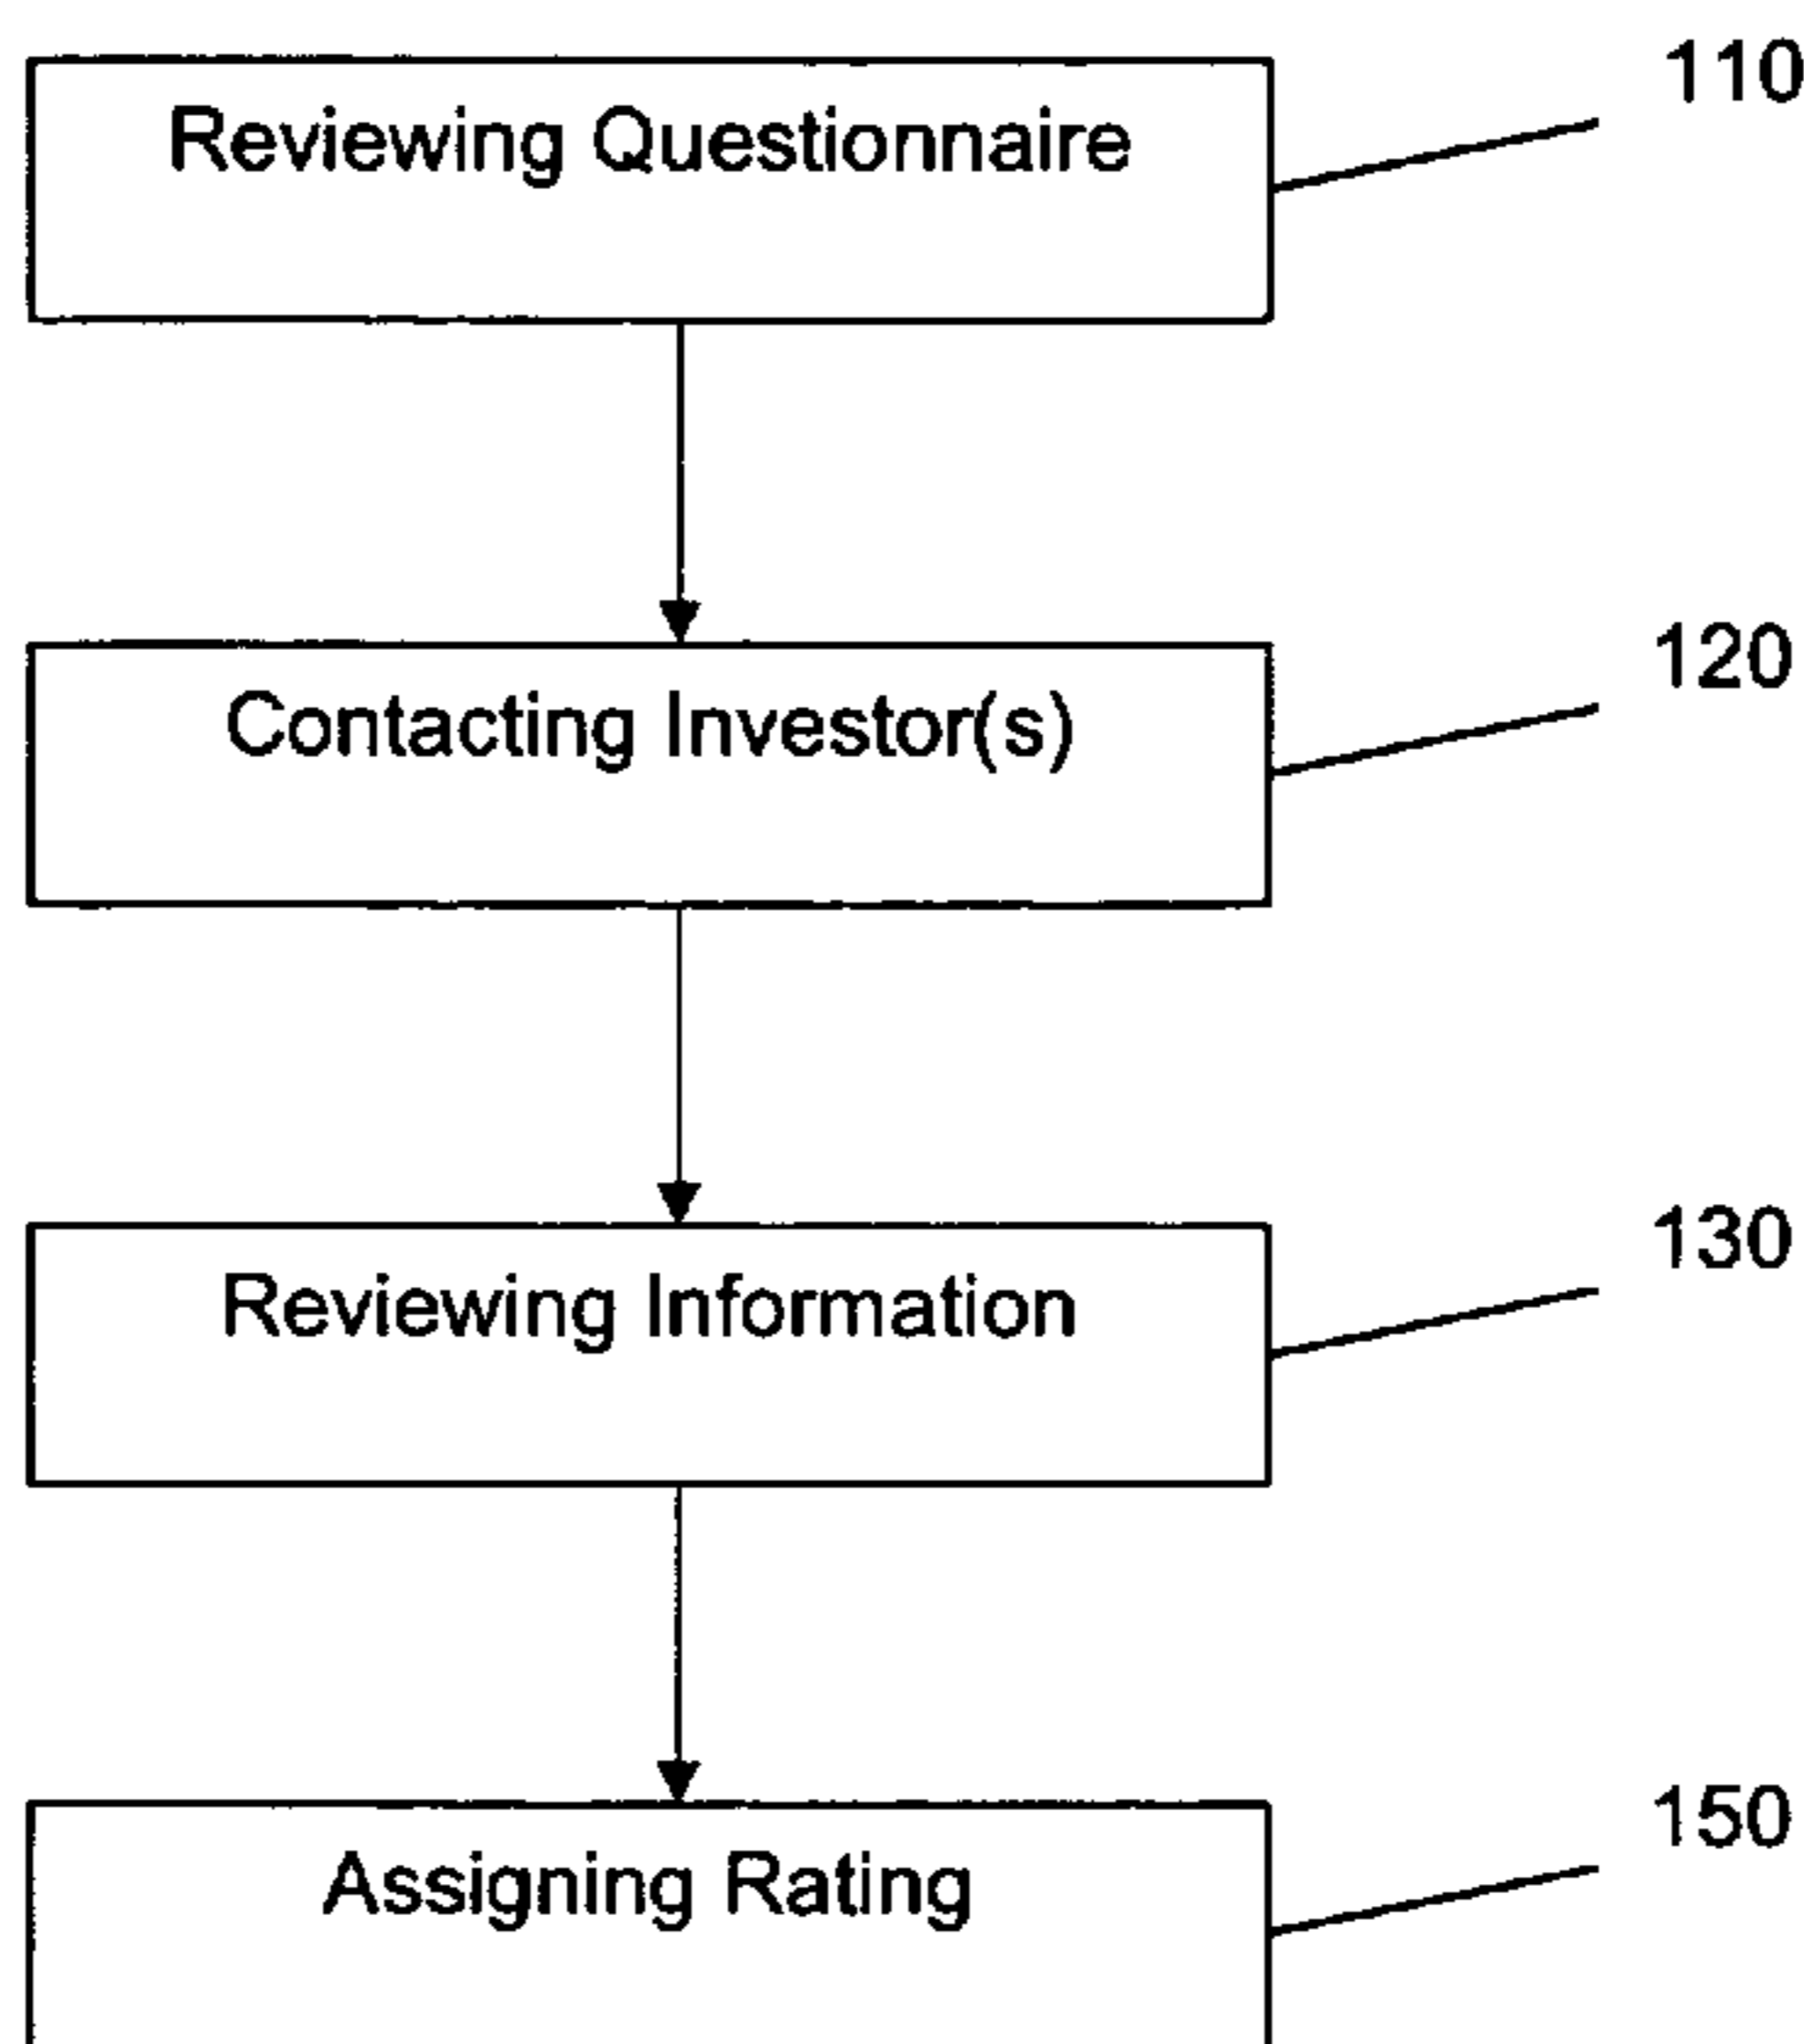 110
Reviewing Questionnaire
120
Contacting Investor(s)
130
Reviewing Information
150
Assigning Rating